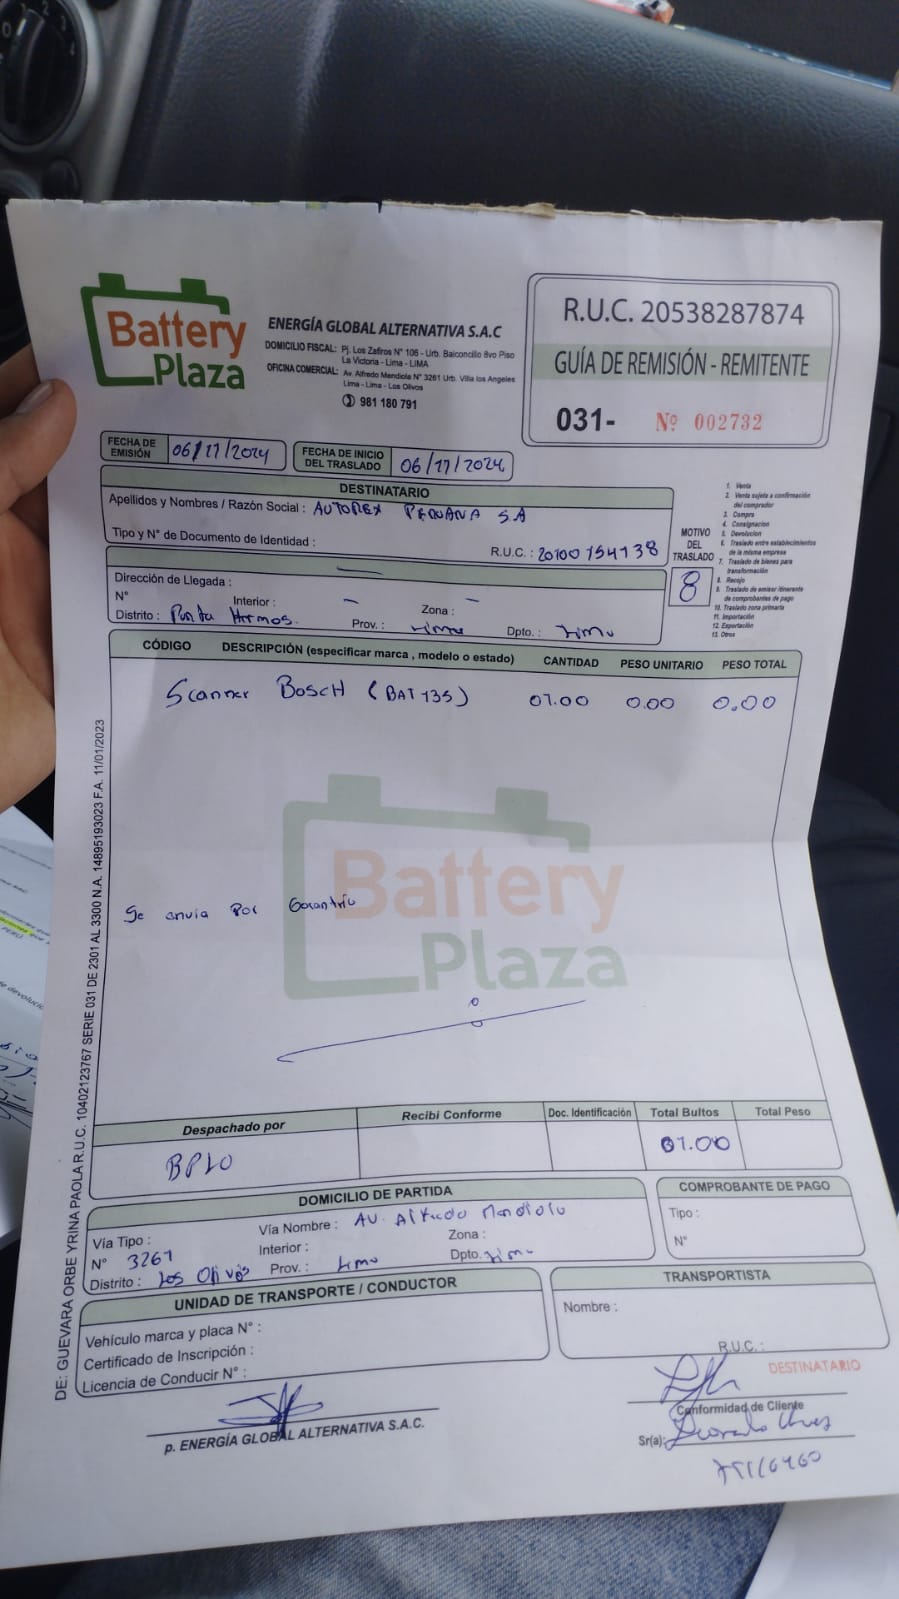 Battery
Plaza
ENERGÍA GLOBAL ALTERNATIVA S.A.C
DOMICILIO FISCAL: Pj. Los Zafiros N° 106 - Urb. Balconcillo 8vo Piso
La Victoria - Lima - LIMA
OFICINA COMERCIAL: Av. Alfredo Mendiola N° 3261 Urb. Villa los Angeles
Lima - Lima - Los Olivos
981 180 791
R.U.C. 20538287874
GUÍA DE REMISIÓN - REMITENTE
031- Nº 002732
FECHA DE EMISIÓN 06/11/2024
FECHA DE INICIO DEL TRASLADO 06/11/2024
DESTINATARIO
Apellidos y Nombres / Razón Social : AUTOREX PERUANA S.A
Tipo y N° de Documento de Identidad :
R.U.C. : 20100154138
Dirección de Llegada :
N° Interior : Zona :
Distrito : Punta Hermos. Prov. : Lima Dpto. : Lima
MOTIVO DEL TRASLADO
8
1. Venta
2. Venta sujeta a confirmación
del comprador
3. Compra
4. Consignacion
5. Devolucion
6. Traslado entre establecimientos
de la misma empresa
7. Traslado de bienes para
transformación
8. Recojo
9. Traslado de emisor itinerante
de comprobantes de pago
10. Traslado zona primaria
11. Importación
12. Exportación
13. Otros
CÓDIGO DESCRIPCIÓN (especificar marca , modelo o estado) CANTIDAD PESO UNITARIO PESO TOTAL
Scanner BOSCH (BAT 135) 01.00 0.00 0.00
Battery
Plaza
Se envia Por Garantria
DE: GUEVARA ORBE YRINA PAOLA R.U.C. 10402123767 SERIE 031 DE 2301 AL 3300 N.A. 14895193023 F.A. 11/01/2023
Despachado por Recibi Conforme Doc. Identificación Total Bultos Total Peso
BPLO 01.00
DOMICILIO DE PARTIDA
Vía Tipo : Vía Nombre : AV. Alfredo Mendiola
N° 3261 Interior : Zona :
Distrito : Los Olivos Prov. : Lima Dpto. Lima
COMPROBANTE DE PAGO
Tipo :
N°
UNIDAD DE TRANSPORTE / CONDUCTOR
Vehículo marca y placa N° :
Certificado de Inscripción :
Licencia de Conducir N° :
TRANSPORTISTA
Nombre :
R.U.C. :
DESTINATARIO
p. ENERGÍA GLOBAL ALTERNATIVA S.A.C.
Conformidad de Cliente
Sr(a):